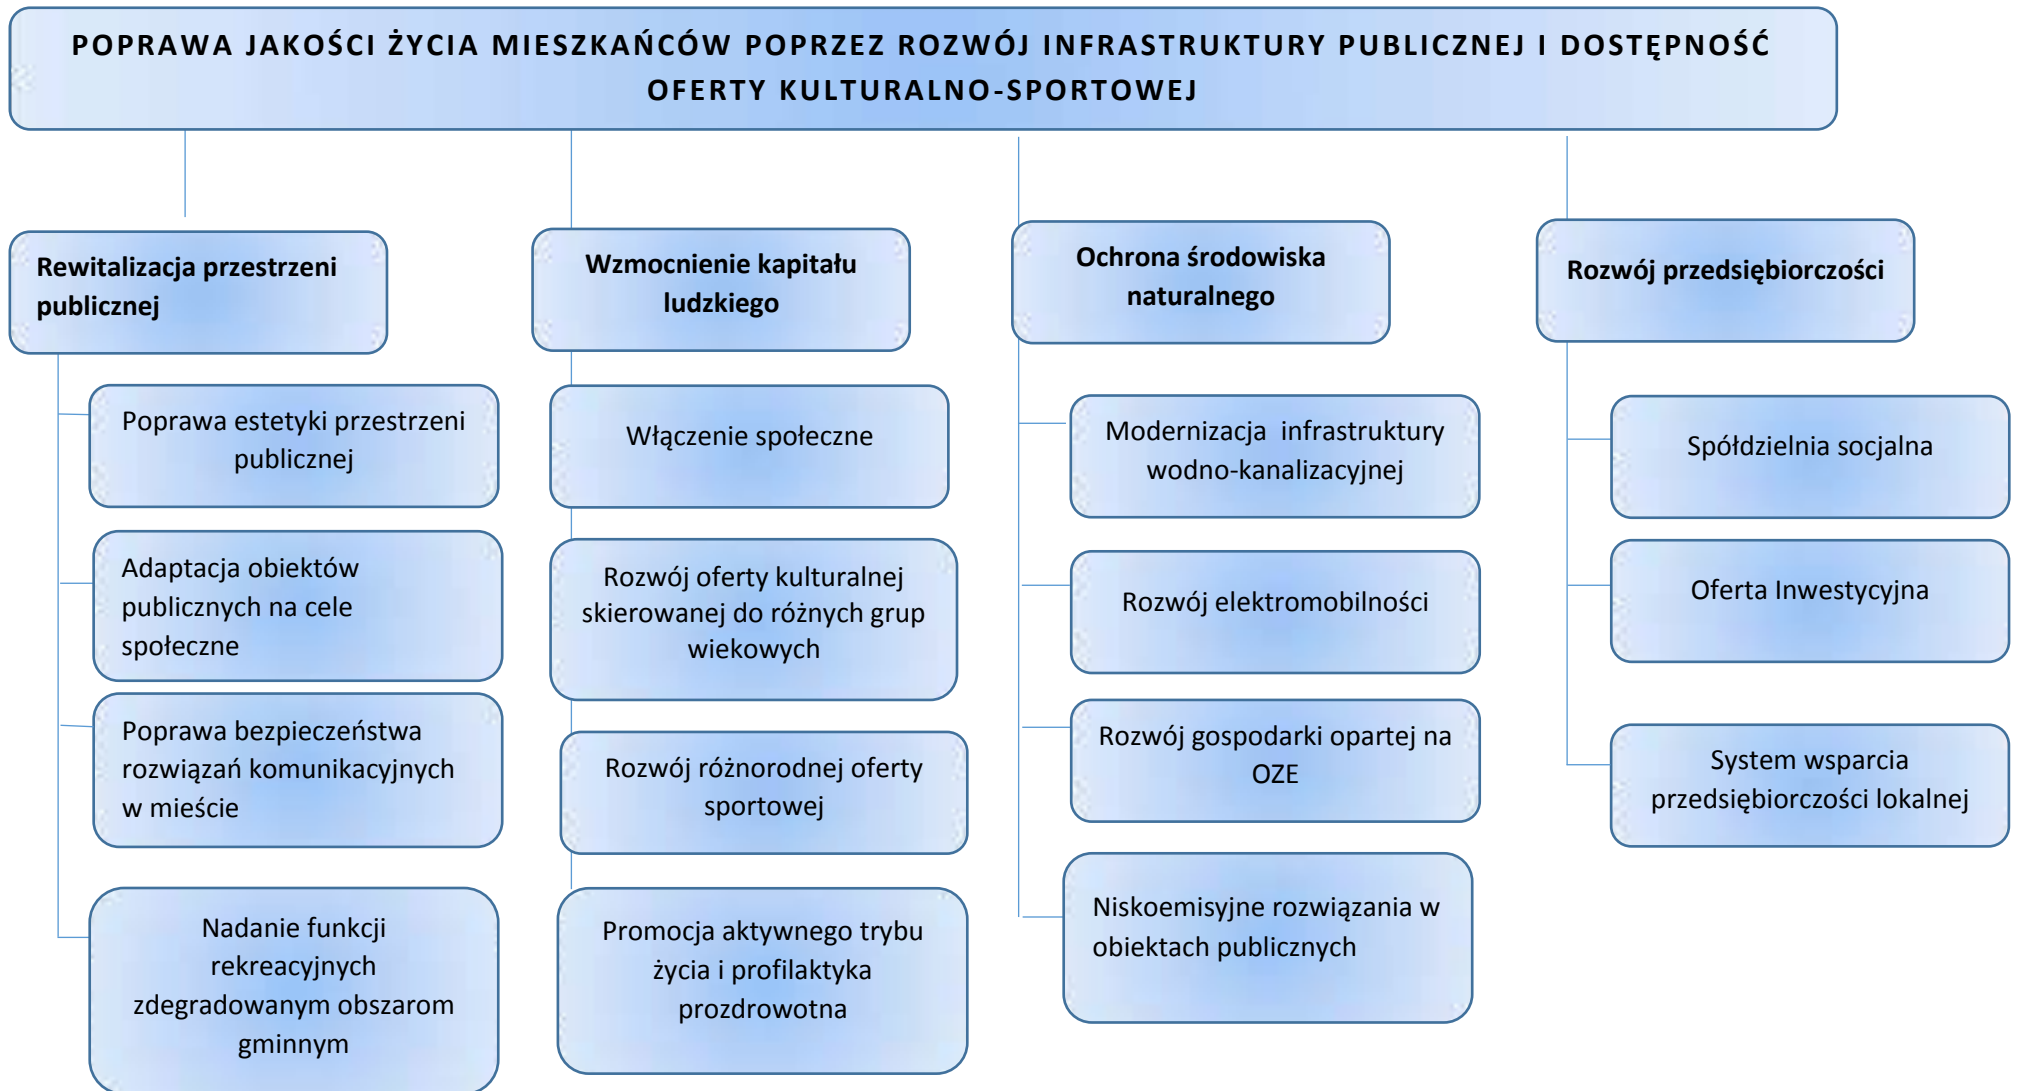 POPRAWA JAKOŚCI ŻYCIA MIESZKAŃCÓW POPRZEZ ROZWÓJ INFRASTRUKTURY PUBLICZNEJ I DOSTĘPNOŚĆ
OFERTY KULTURALNO-SPORTOWEJ
Rewitalizacja przestrzeni
publicznej
Poprawa estetyki przestrzeni
publicznej
Adaptacja obiektów
publicznych na cele
społeczne
Poprawa bezpieczeństwa
rozwiązań komunikacyjnych
w mieście
Nadanie funkcji
rekreacyjnych
zdegradowanym obszarom
gminnym
Wzmocnienie kapitału
ludzkiego
Włączenie społeczne
Rozwój oferty kulturalnej
skierowanej do różnych grup
wiekowych
Rozwój różnorodnej oferty
sportowej
Promocja aktywnego trybu
życia i profilaktyka
prozdrowotna
Ochrona środowiska
naturalnego
Modernizacja infrastruktury
wodno-kanalizacyjnej
Rozwój elektromobilności
Rozwój gospodarki opartej na
OZE
Niskoemisyjne rozwiązania w
obiektach publicznych
Rozwój przedsiębiorczości
Spółdzielnia socjalna
Oferta Inwestycyjna
System wsparcia
przedsiębiorczości lokalnej